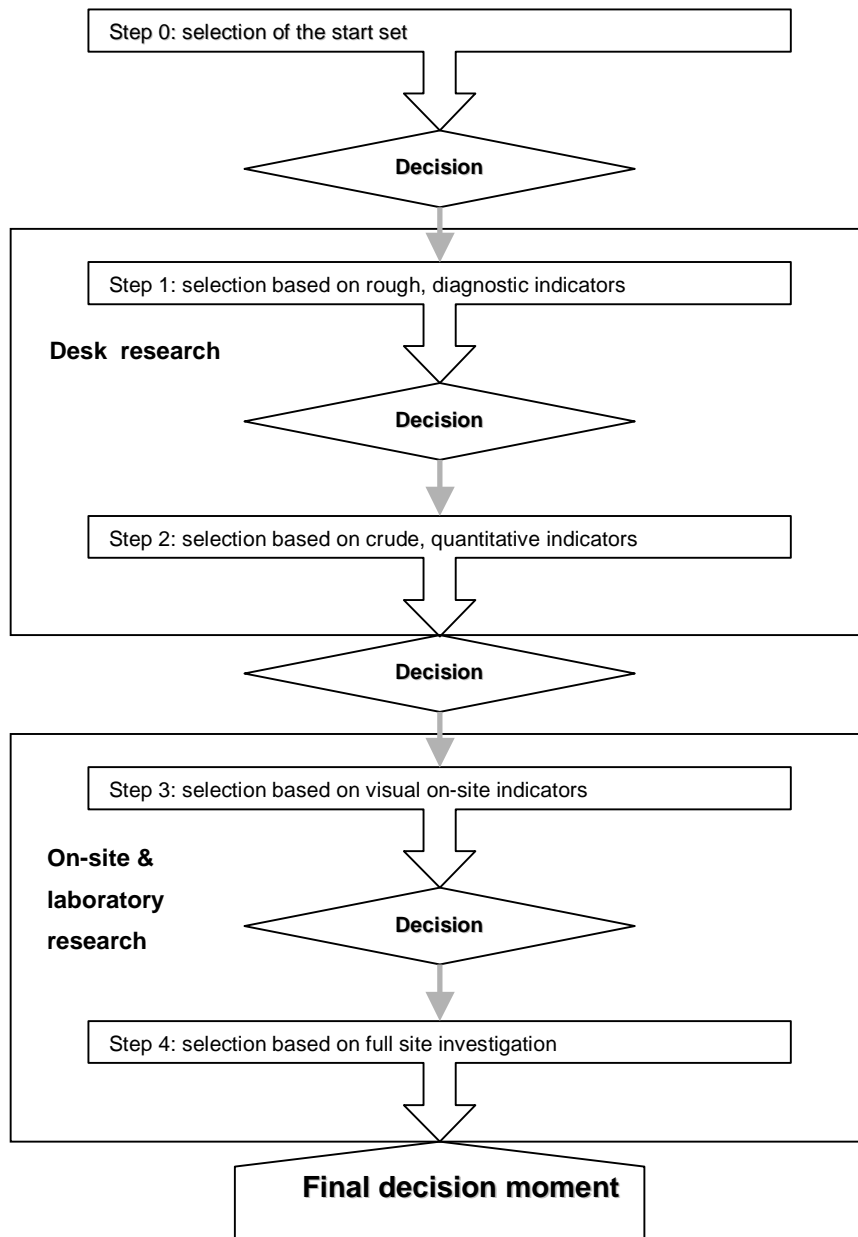 Step 0: selection of the start set
Decision
Step 1: selection based on rough, diagnostic indicators
Desk research
Decision
Step 2: selection based on crude, quantitative indicators
Decision
Step 3: selection based on visual on-site indicators
On-site &
laboratory
research
Decision
Step 4: selection based on full site investigation
Final decision moment